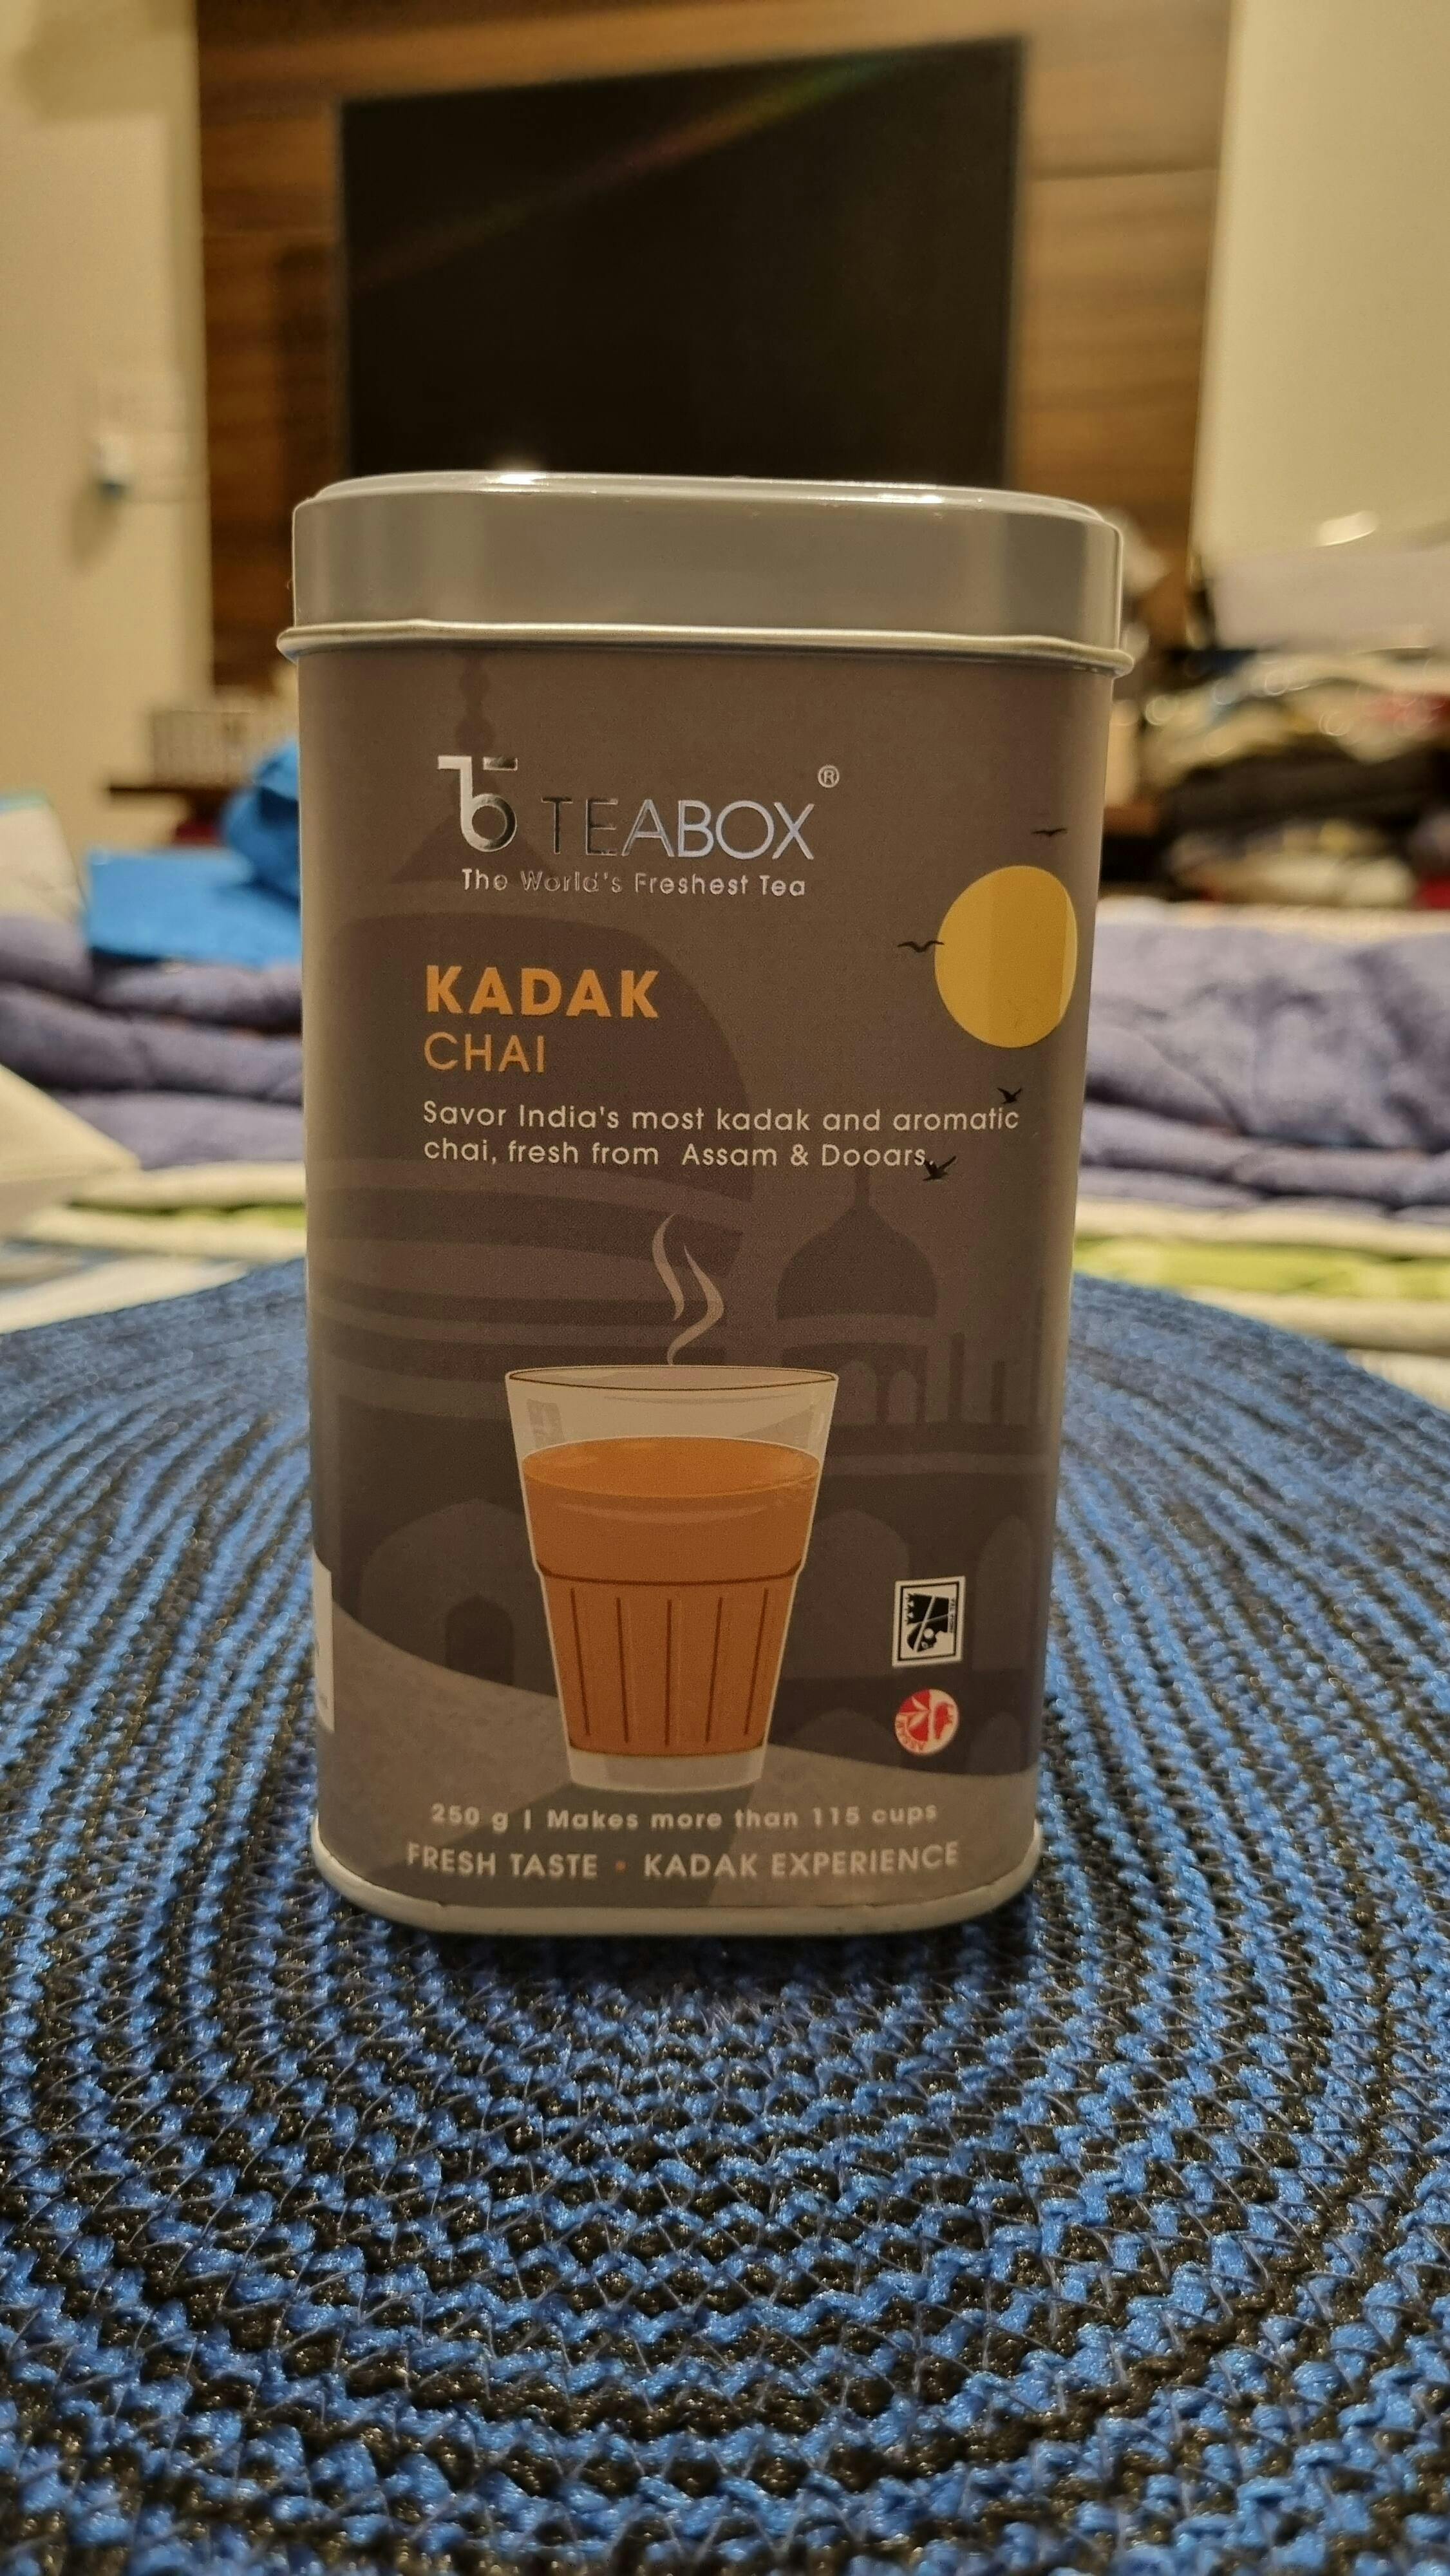 TEABOX®
The World's Freshest Tea
KADAK
CHAI
Savor India's most kadak and aromatic
chai, fresh from Assam & Dooars.
250 g | Makes more than 115 cups
FRESH TASTE • KADAK EXPERIENCE
ASSAM